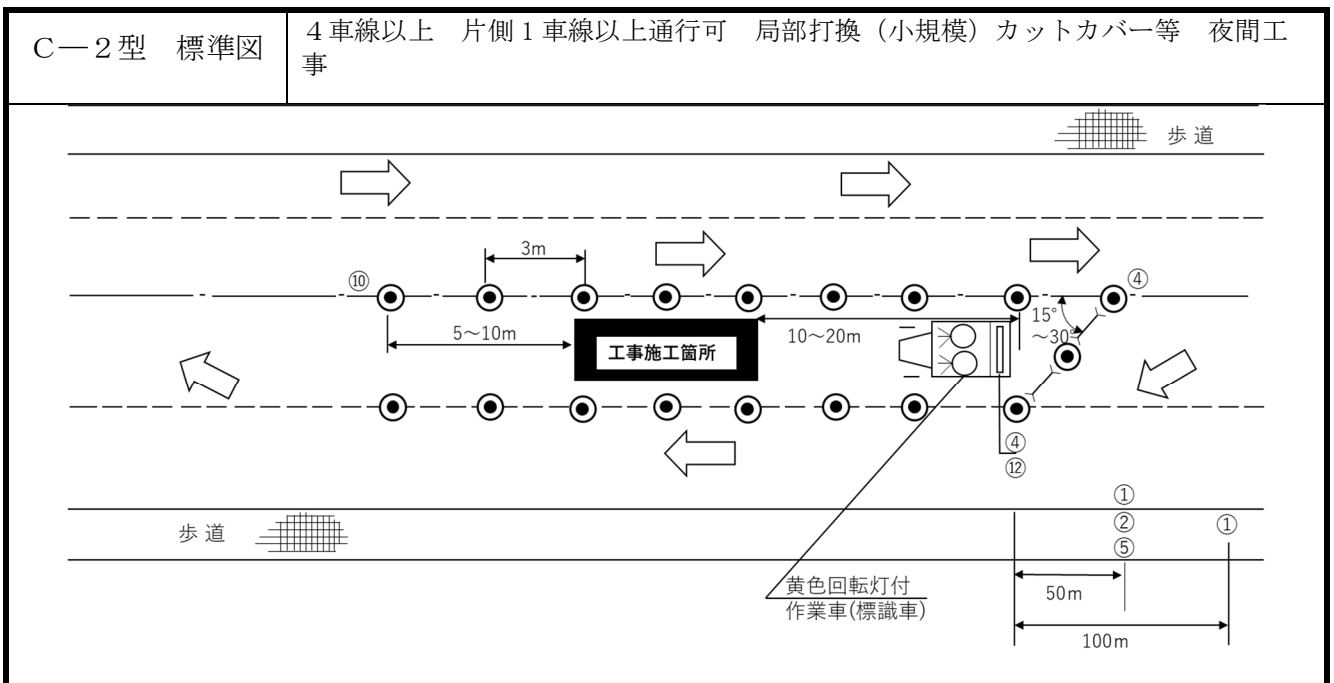 C－２型　標準図
４車線以上　片側１車線以上通行可　局部打換（小規模）カットカバー等　夜間工
事
歩 道
3m
⑩
④
5～10m
10～20m
15°
～30°
工事施工箇所
④
⑫
①
②
⑤
①
歩 道
50m
100m
黄色回転灯付
作業車(標識車)